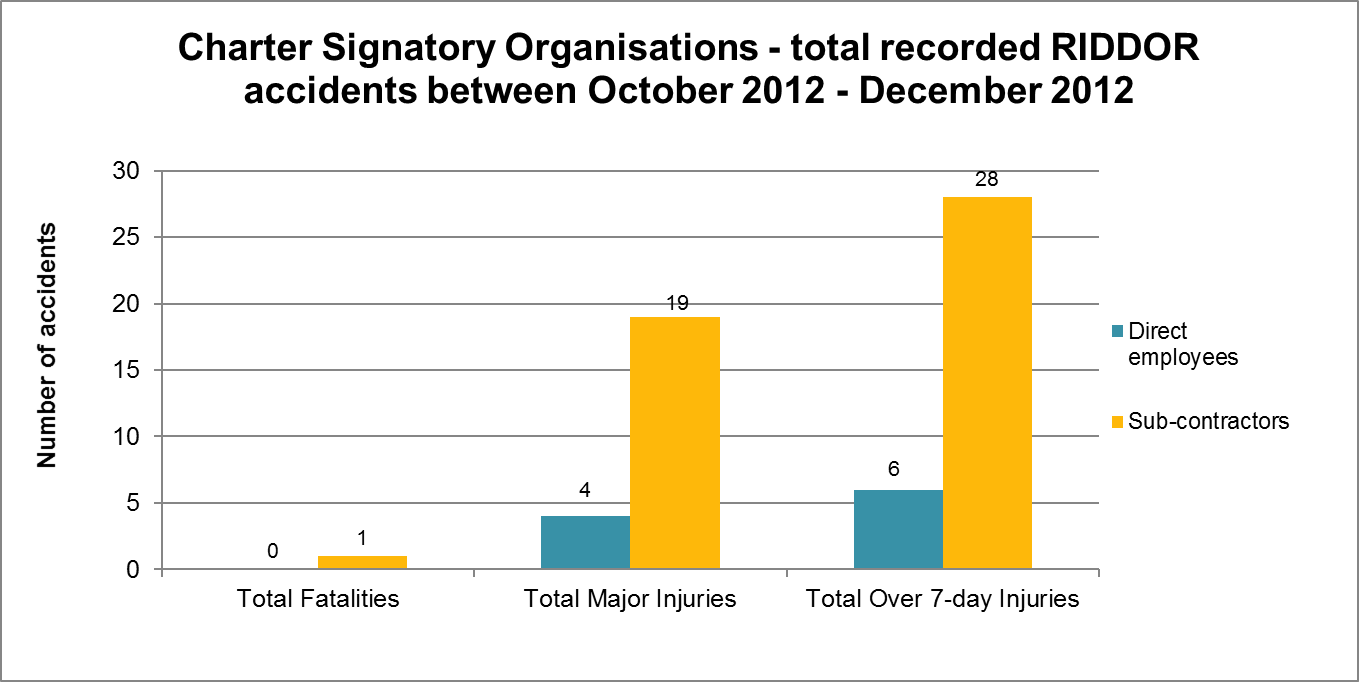 Charter Signatory Organisations - total recorded RIDDOR
accidents between October 2012 - December 2012
Number of accidents
30
25
20
15
10
5
0
0
1
4
19
6
28
Total Fatalities
Total Major Injuries
Total Over 7-day Injuries
Direct
employees
Sub-contractors